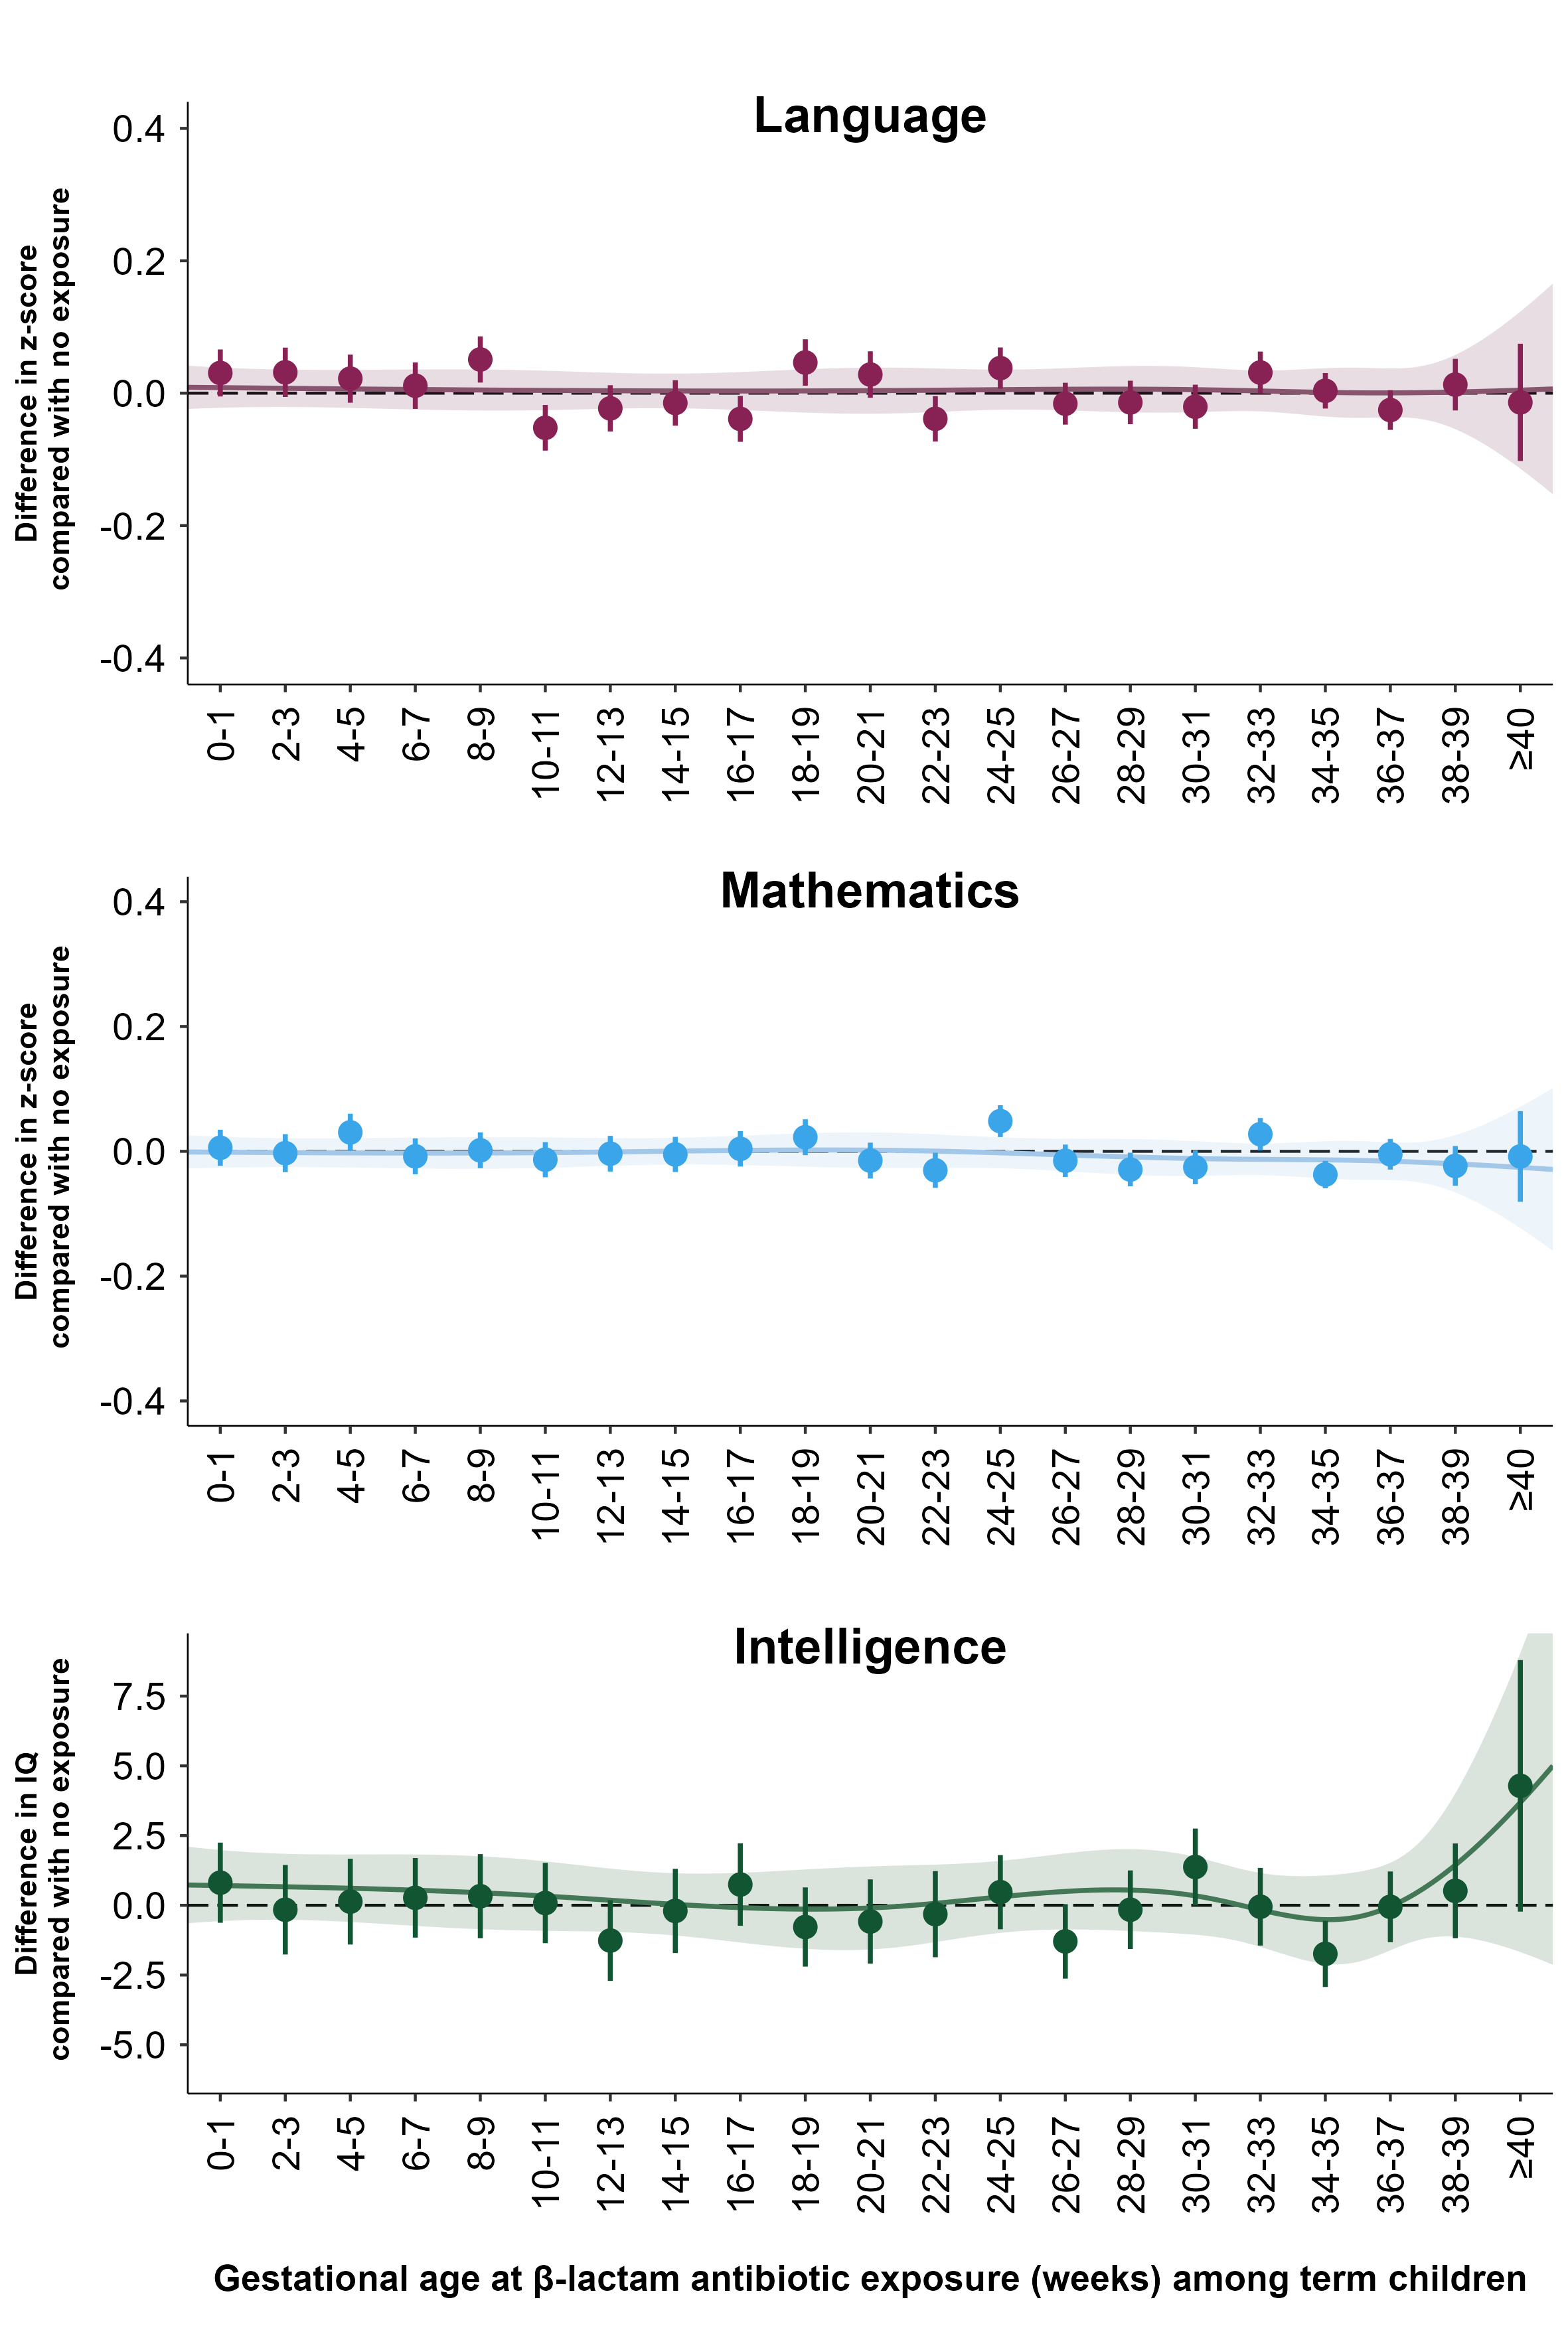 Language
Difference in z-score
compared with no exposure
0.4
0.2
0.0
-0.2
-0.4
0-1 2-3 4-5 6-7 8-9 10-11 12-13 14-15 16-17 18-19 20-21 22-23 24-25 26-27 28-29 30-31 32-33 34-35 36-37 38-39 ≥40
Mathematics
Difference in z-score
compared with no exposure
0.4
0.2
0.0
-0.2
-0.4
0-1 2-3 4-5 6-7 8-9 10-11 12-13 14-15 16-17 18-19 20-21 22-23 24-25 26-27 28-29 30-31 32-33 34-35 36-37 38-39 ≥40
Intelligence
Difference in IQ
compared with no exposure
7.5
5.0
2.5
0.0
-2.5
-5.0
0-1 2-3 4-5 6-7 8-9 10-11 12-13 14-15 16-17 18-19 20-21 22-23 24-25 26-27 28-29 30-31 32-33 34-35 36-37 38-39 ≥40
Gestational age at β-lactam antibiotic exposure (weeks) among term children